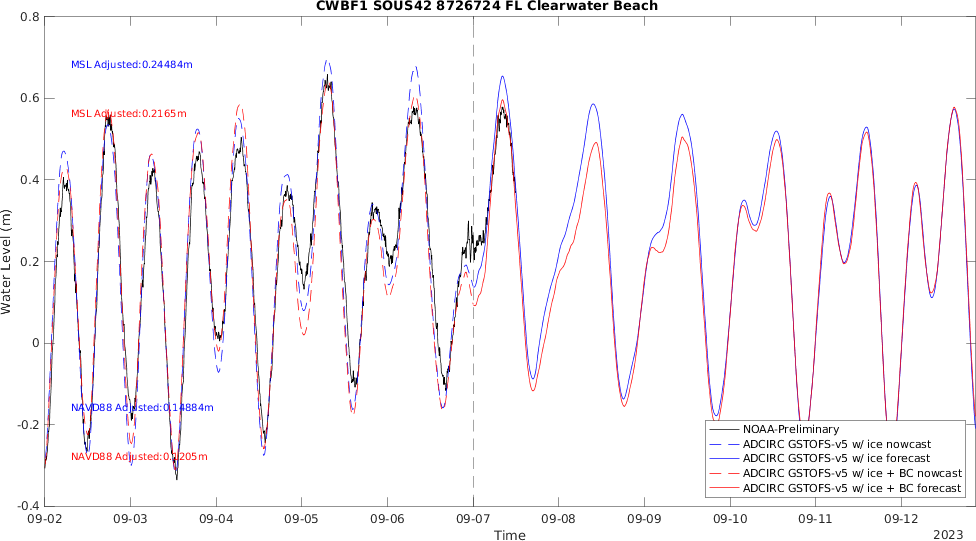 CWBF1 SOUS42 8726724 FL Clearwater Beach
0.8
0.6
0.4
0.2
0
-0.2
-0.4
Water Level (m)
MSL Adjusted:0.24484m
MSL Adjusted:0.2165m
NAVD88 Adjusted:0.14884m
NAVD88 Adjusted:
NOAA-Preliminary
ADCIRC GSTOFS-v5 w/ ice nowcast
ADCIRC GSTOFS-v5 w/ ice forecast
ADCIRC GSTOFS-v5 w/ ice + BC nowcast
ADCIRC GSTOFS-v5 w/ ice + BC forecast
09-02 09-03 09-04 09-05 09-06 09-07 09-08 09-09 09-10 09-11 09-12
Time
2023